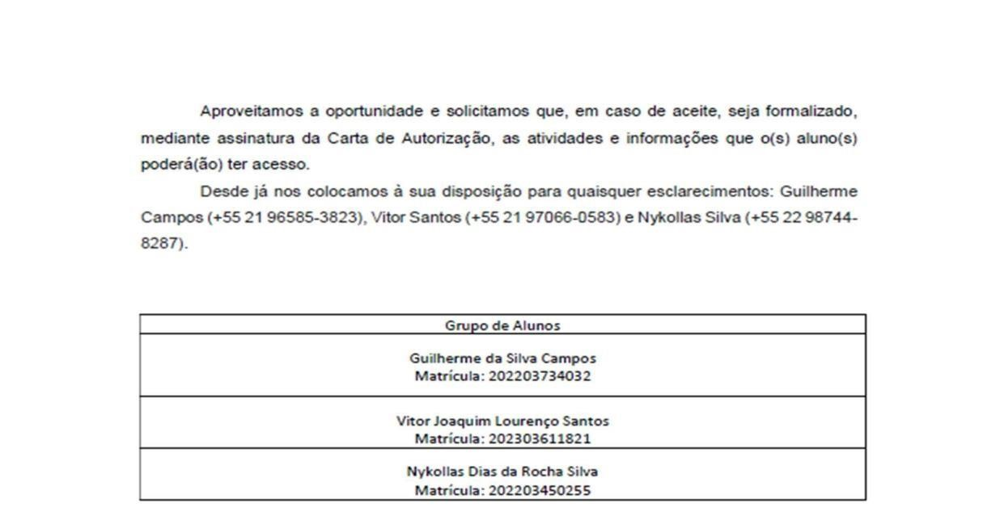 Aproveitamos a oportunidade e solicitamos que, em caso de aceite, seja formalizado,
mediante assinatura da Carta de Autorização, as atividades e informações que o(s) aluno(s)
poderá(ão) ter acesso.
Desde já nos colocamos à sua disposição para quaisquer esclarecimentos: Guilherme
Campos (+55 21 96585-3823), Vitor Santos (+55 21 97066-0583) e Nykollas Silva (+55 22 98744-
8287).
Grupo de Alunos
Guilherme da Silva Campos
Matrícula: 202203734032
Vitor Joaquim Lourenço Santos
Matrícula: 202303611821
Nykollas Dias da Rocha Silva
Matrícula: 202203450255